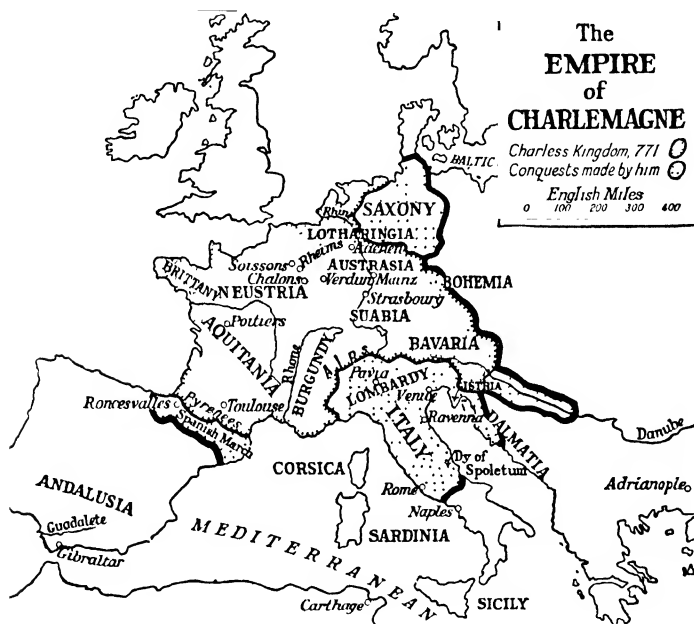 The
EMPIRE
of
CHARLEMAGNE
Charless Kingdom, 771
Conquests made by him
English Miles
0 100 200 300 400
BALTIC
SAXONY
Rhine
LOTHARINGIA
Aachen
Rheims
Soissons
AUSTRASIA
BRITTANY
Chalons
Verdun
Mainz
BOHEMIA
NEUSTRIA
Strasbourg
SUABIA
Poitiers
AQUITANIA
BAVARIA
Rhone
BURGUNDY
ALPS
Pavia
LOMBARDY
Venice
ISTRIA
Roncesvalles
Pyrenees
Toulouse
Spanish March
ITALY
Ravenna
DALMATIA
Danube
Dy of
Spoletum
CORSICA
ANDALUSIA
Rome
Adrianople
Naples
Guadalete
MEDITERRANEAN
SARDINIA
Gibraltar
Carthage
SICILY